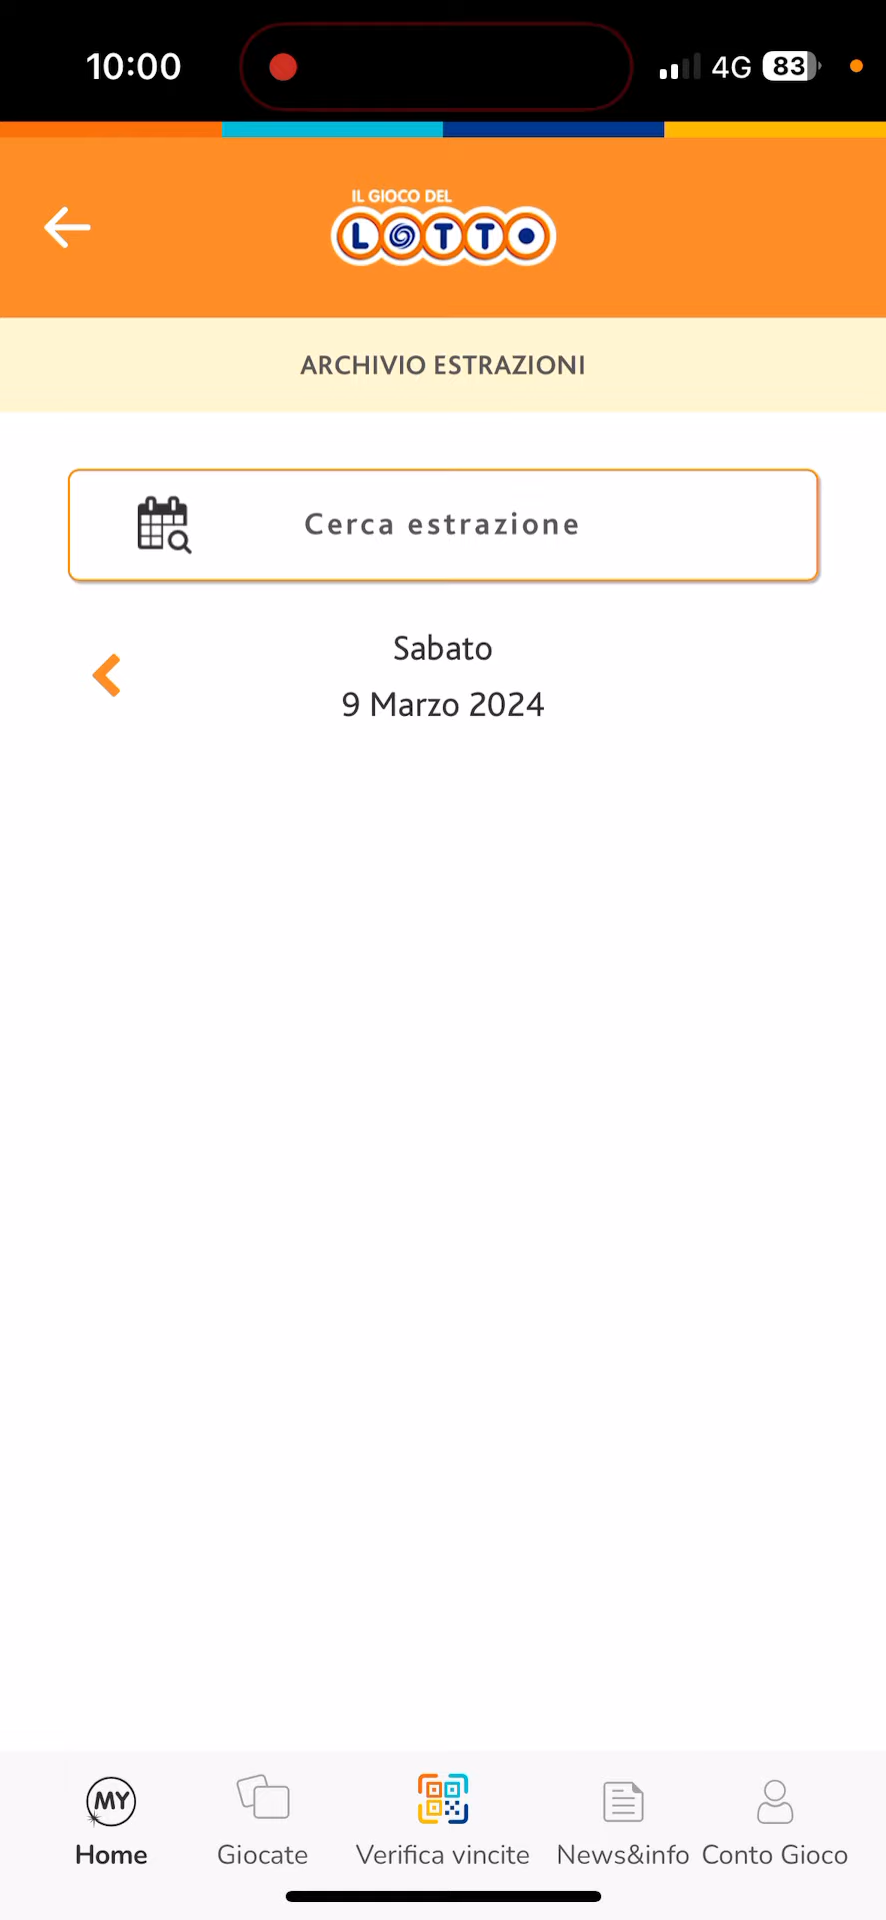 10:00
4G 83
IL GIOCO DEL
LOTTO
ARCHIVIO ESTRAZIONI
Cerca estrazione
Sabato
9 Marzo 2024
MY
Home
Giocate
Verifica vincite
News&info
Conto Gioco